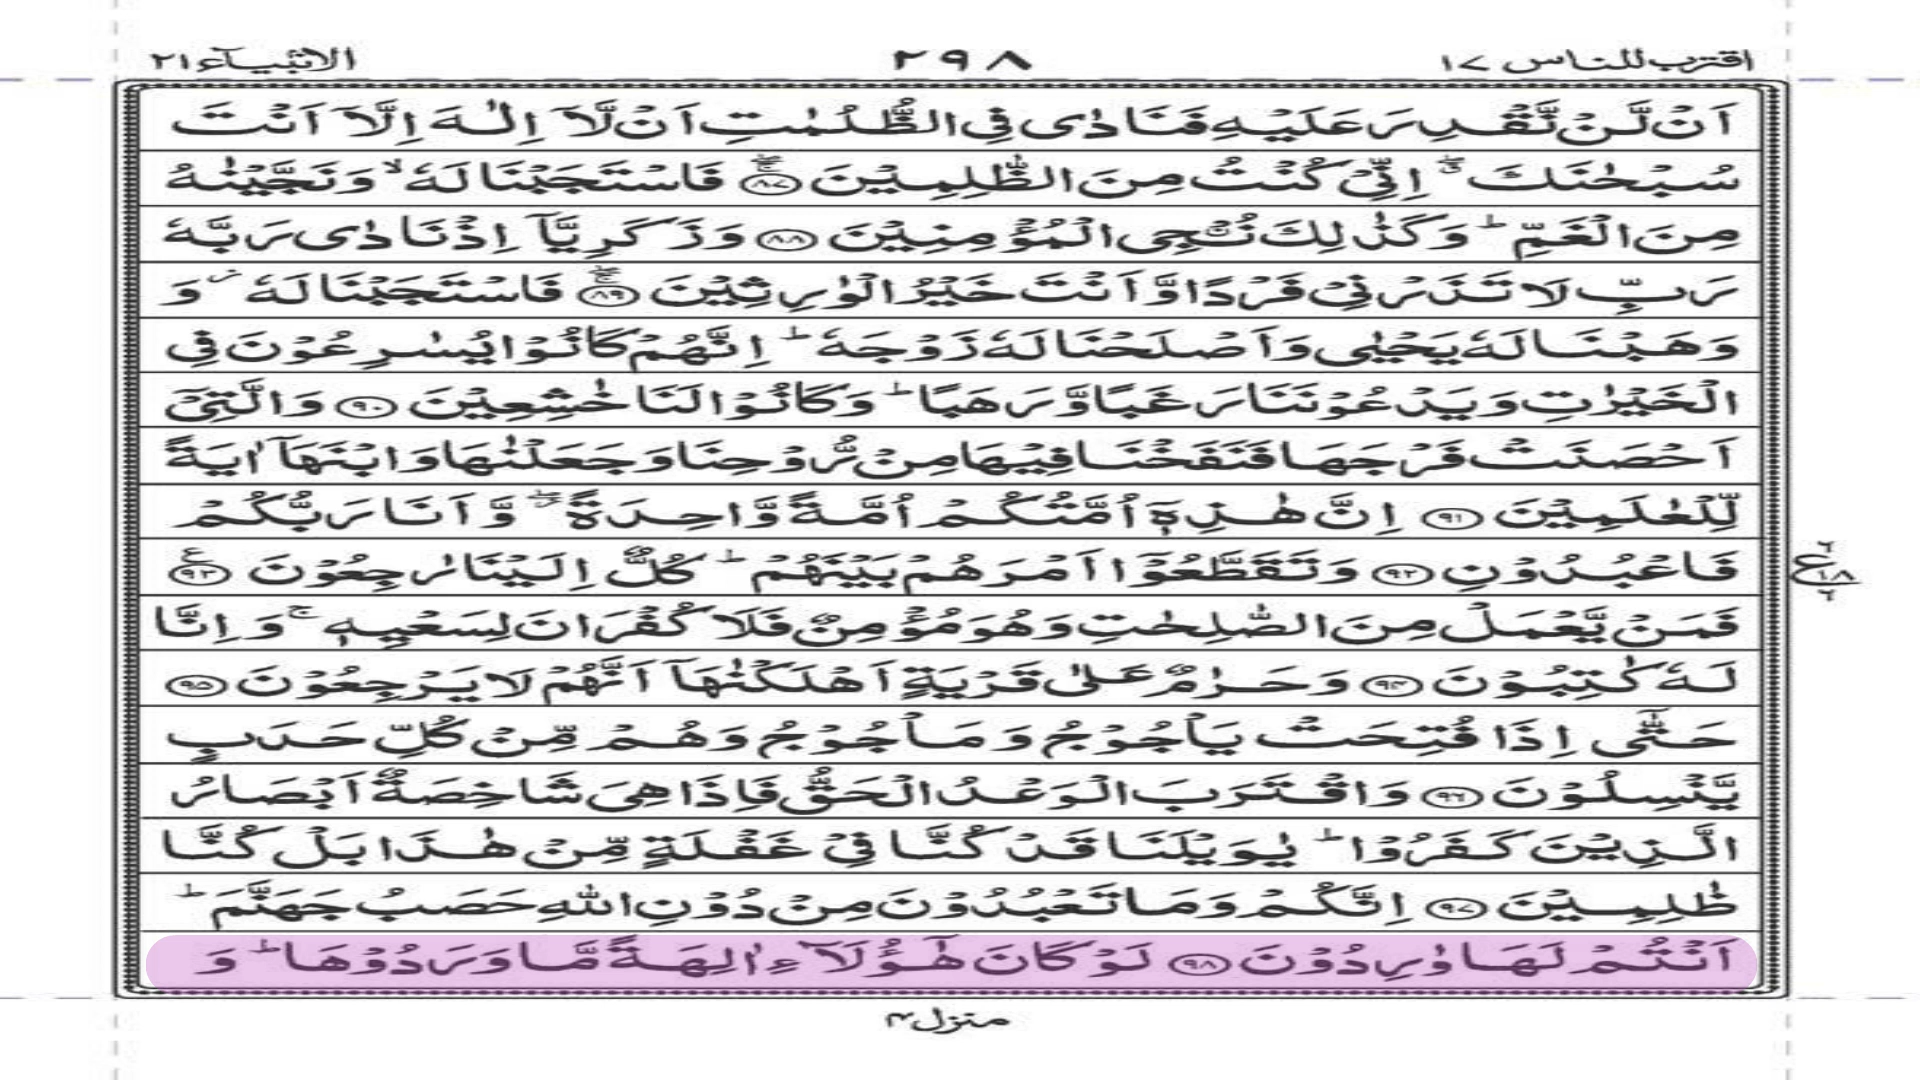 اقترب للناس ١٧ ٢٩٨ الانبيآء ٢١
اَنْ لَّنْ نَّقْدِرَ عَلَيْهِ فَنَادٰى فِى الظُّلُمٰتِ اَنْ لَّآ اِلٰهَ اِلَّآ اَنْتَ
سُبْحٰنَكَ ۖۗ اِنِّىْ كُنْتُ مِنَ الظّٰلِمِيْنَ ۚۖ ﴿٨٧﴾ فَاسْتَجَبْنَا لَهٗ ۙ وَنَجَّيْنٰهُ
مِنَ الْغَمِّ ؕ وَكَذٰلِكَ نُـنْجِى الْمُؤْمِنِيْنَ ﴿٨٨﴾ وَزَكَرِيَّآ اِذْ نَادٰى رَبَّهٗ
رَبِّ لَا تَذَرْنِىْ فَرْدًا وَّاَنْتَ خَيْرُ الْوٰرِثِيْنَ ۚۖ ﴿٨٩﴾ فَاسْتَجَبْنَا لَهٗ ۫ وَ
وَهَبْنَا لَهٗ يَحْيٰى وَاَصْلَحْنَا لَهٗ زَوْجَهٗ ؕ اِنَّهُمْ كَانُوْا يُسٰرِعُوْنَ فِى
الْخَيْرٰتِ وَيَدْعُوْنَنَا رَغَبًا وَّرَهَبًا ؕ وَكَانُوْا لَنَا خٰشِعِيْنَ ﴿٩٠﴾ وَالَّتِىْٓ
اَحْصَنَتْ فَرْجَهَا فَنَفَخْنَا فِيْهَا مِنْ رُّوْحِنَا وَجَعَلْنٰهَا وَابْنَهَآ اٰيَةً
لِّلْعٰلَمِيْنَ ﴿٩١﴾ اِنَّ هٰذِهٖۤ اُمَّتُكُمْ اُمَّةً وَّاحِدَةً ۖ وَّاَنَا رَبُّكُمْ
فَاعْبُدُوْنِ ﴿٩٢﴾ وَتَقَطَّعُوْٓا اَمْرَهُمْ بَيْنَهُمْ ؕ كُلٌّ اِلَيْنَا رٰجِعُوْنَ ﴿٩٣﴾ ع
فَمَنْ يَّعْمَلْ مِنَ الصّٰلِحٰتِ وَهُوَ مُؤْمِنٌ فَلَا كُفْرَانَ لِسَعْيِهٖ ۚ وَاِنَّا
لَهٗ كٰتِبُوْنَ ﴿٩٤﴾ وَحَرٰمٌ عَلٰى قَرْيَةٍ اَهْلَكْنٰهَآ اَنَّهُمْ لَا يَرْجِعُوْنَ ﴿٩٥﴾
حَتّٰٓى اِذَا فُتِحَتْ يَاْجُوْجُ وَمَاْجُوْجُ وَهُمْ مِّنْ كُلِّ حَدَبٍ
يَّنْسِلُوْنَ ﴿٩٦﴾ وَاقْتَرَبَ الْوَعْدُ الْحَقُّ فَاِذَا هِىَ شَاخِصَةٌ اَبْصَارُ
الَّذِيْنَ كَفَرُوْا ؕ يٰوَيْلَنَا قَدْ كُنَّا فِىْ غَفْلَةٍ مِّنْ هٰذَا بَلْ كُنَّا
ظٰلِمِيْنَ ﴿٩٧﴾ اِنَّكُمْ وَمَا تَعْبُدُوْنَ مِنْ دُوْنِ اللّٰهِ حَصَبُ جَهَنَّمَ ؕ
اَنْتُمْ لَهَا وٰرِدُوْنَ ﴿٩٨﴾ لَوْ كَانَ هٰٓؤُلَآءِ اٰلِهَةً مَّا وَرَدُوْهَا ؕ وَ
منزل ٤